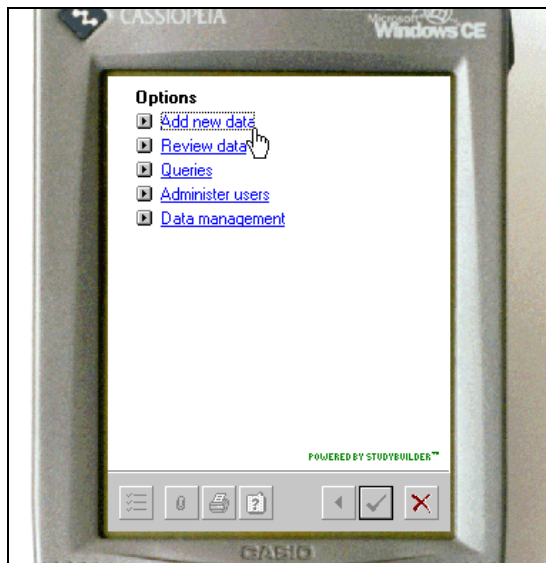 CASSIOPEIA
Microsoft
Windows CE
Options
Add new data
Review data
Queries
Administer users
Data management
POWERED BY STUDYBUILDER™
CASIO